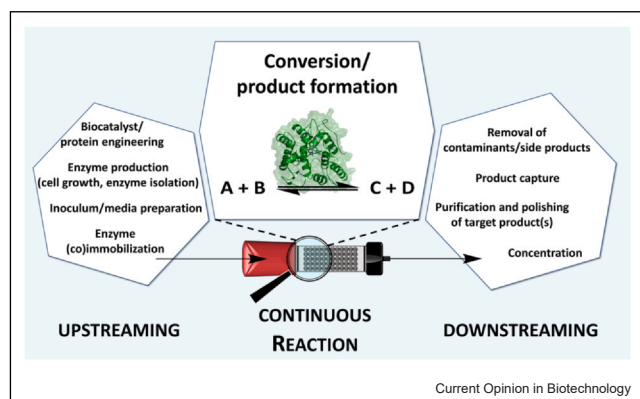 Conversion/
product formation
A + B
C + D
Biocatalyst/
protein engineering
Enzyme production
(cell growth, enzyme isolation)
Inoculum/media preparation
Enzyme
(co)immobilization
Removal of
contaminants/side products
Product capture
Purification and polishing
of target product(s)
Concentration
UPSTREAMING
CONTINUOUS
REACTION
DOWNSTREAMING
Current Opinion in Biotechnology